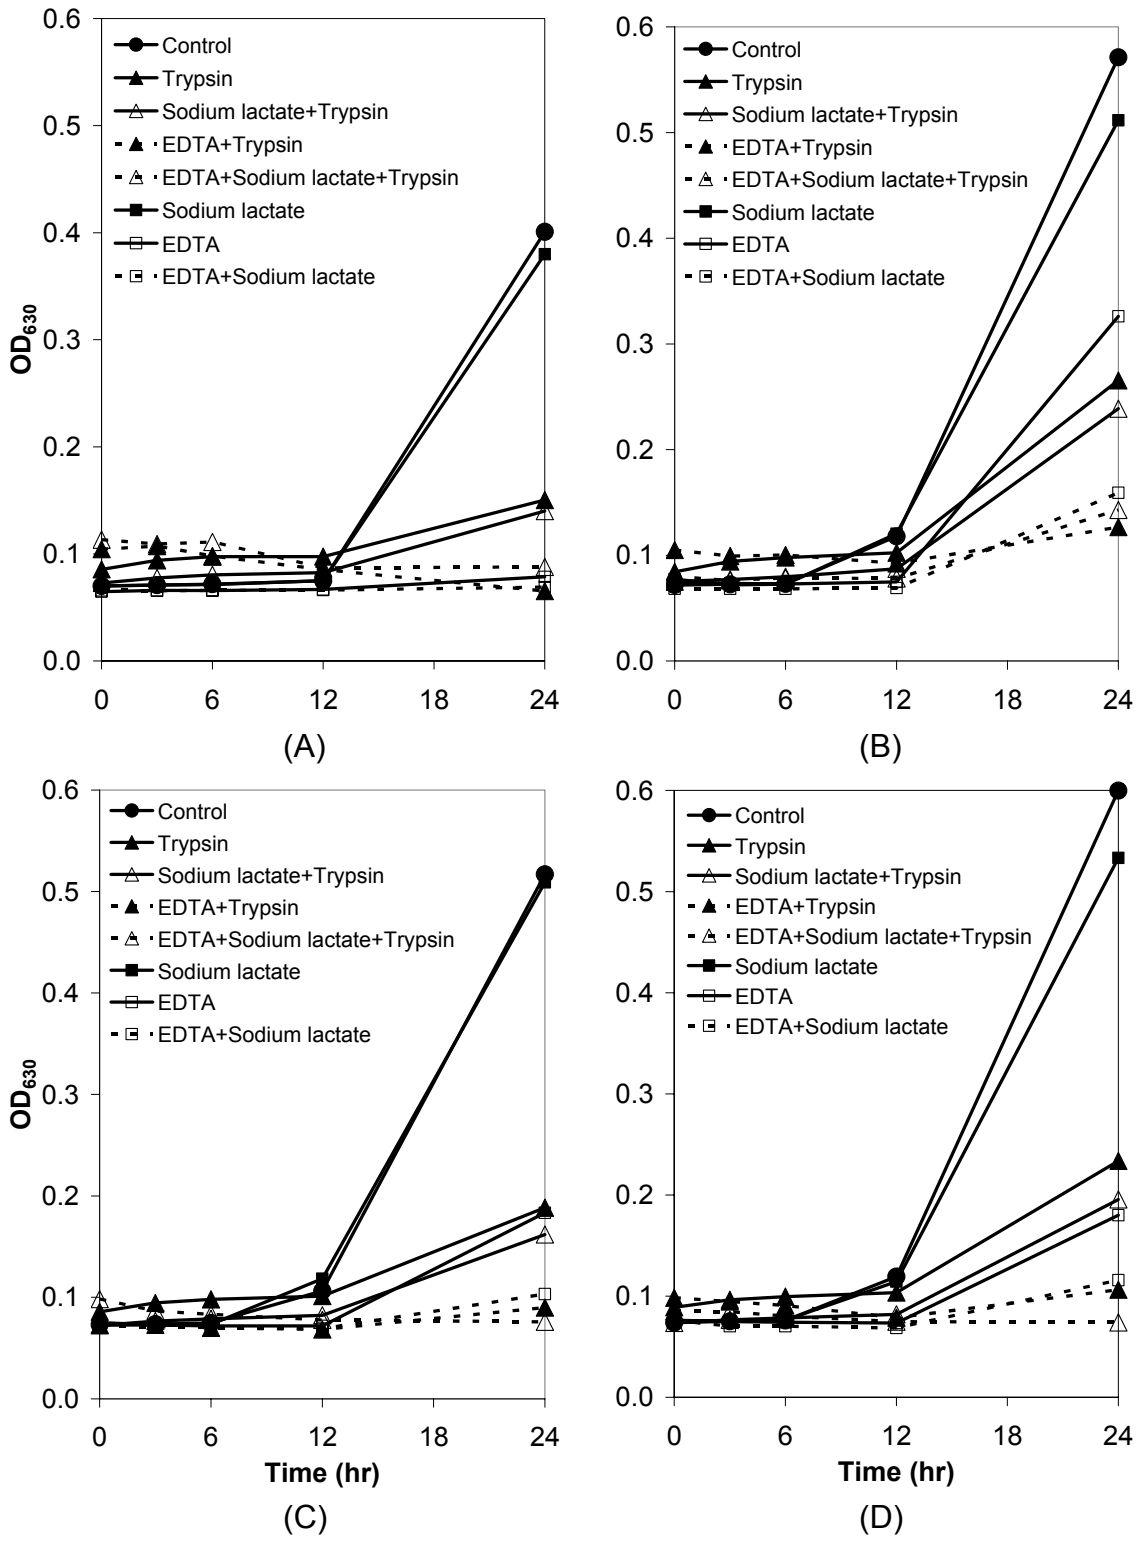 0.6
0.5
0.4
0.3
0.2
0.1
0.0
OD630
Control
Trypsin
Sodium lactate+Trypsin
EDTA+Trypsin
EDTA+Sodium lactate+Trypsin
Sodium lactate
EDTA
EDTA+Sodium lactate
0 6 12 18 24
(A)
0.6
0.5
0.4
0.3
0.2
0.1
0.0
Control
Trypsin
Sodium lactate+Trypsin
EDTA+Trypsin
EDTA+Sodium lactate+Trypsin
Sodium lactate
EDTA
EDTA+Sodium lactate
0 6 12 18 24
(B)
0.6
0.5
0.4
0.3
0.2
0.1
0.0
OD630
Control
Trypsin
Sodium lactate+Trypsin
EDTA+Trypsin
EDTA+Sodium lactate+Trypsin
Sodium lactate
EDTA
EDTA+Sodium lactate
0 6 12 18 24
Time (hr)
(C)
0.6
0.5
0.4
0.3
0.2
0.1
0.0
Control
Trypsin
Sodium lactate+Trypsin
EDTA+Trypsin
EDTA+Sodium lactate+Trypsin
Sodium lactate
EDTA
EDTA+Sodium lactate
0 6 12 18 24
Time (hr)
(D)